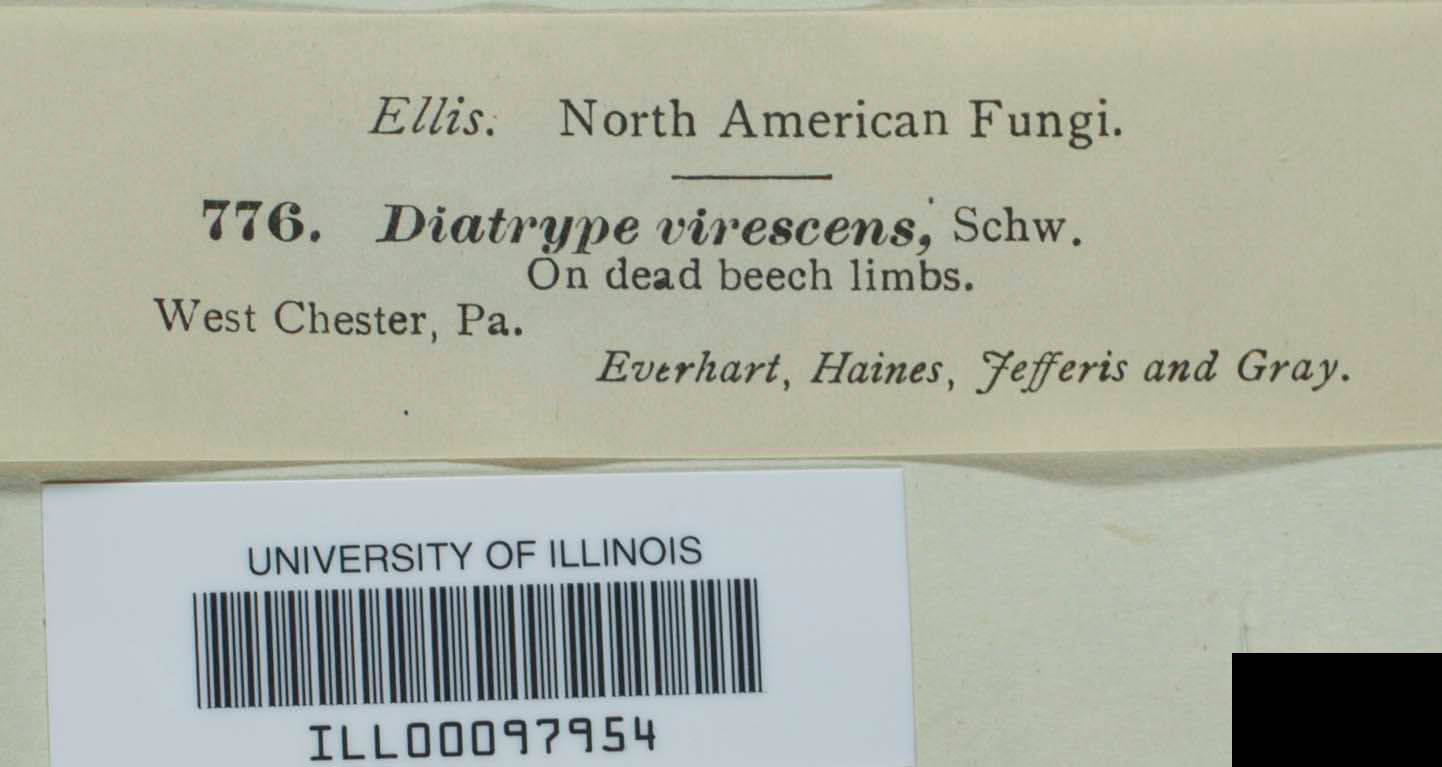 Ellis. North American Fungi.
776. Diatrype virescens, Schw.
On dead beech limbs.
West Chester, Pa.
Everhart, Haines, Jefferis and Gray.
UNIVERSITY OF ILLINOIS
ILL00097954